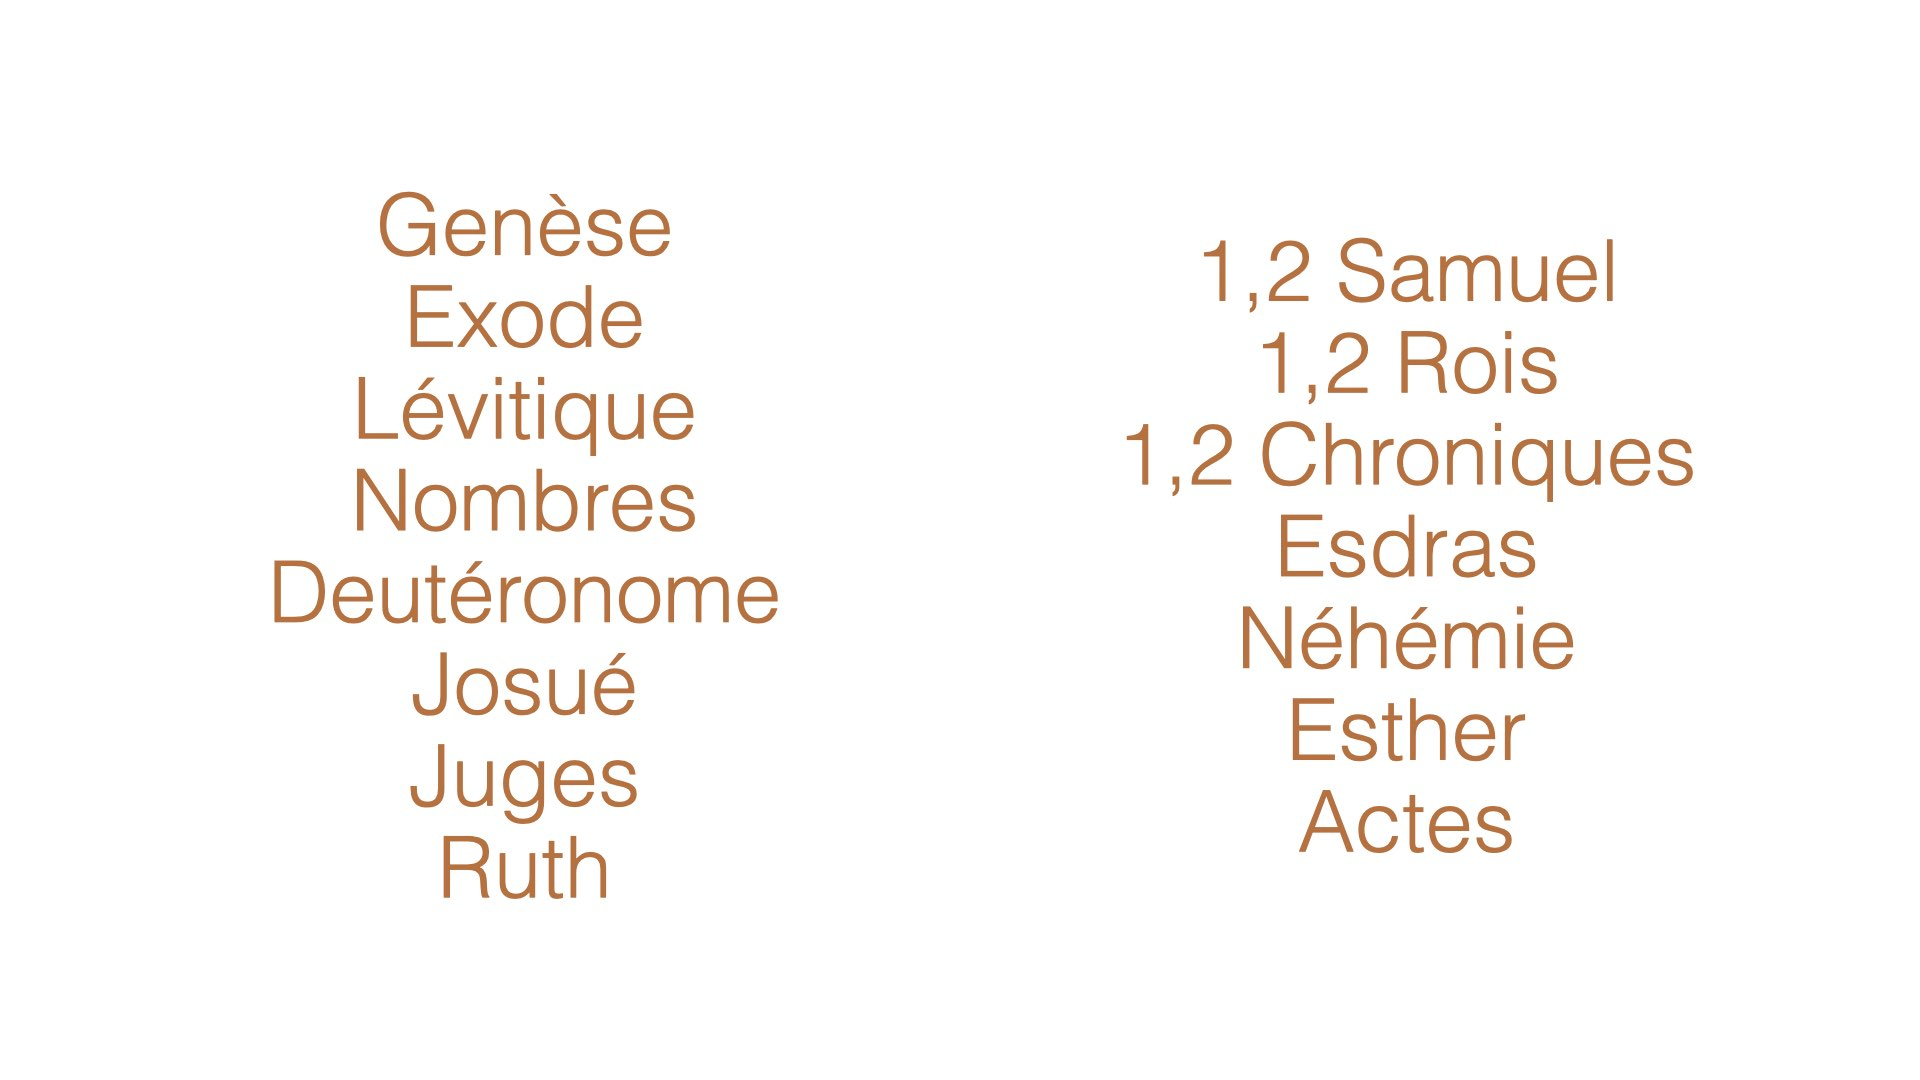 Genèse
Exode
Lévitique
Nombres
Deutéronome
Josué
Juges
Ruth
1,2 Samuel
1,2 Rois
1,2 Chroniques
Esdras
Néhémie
Esther
Actes